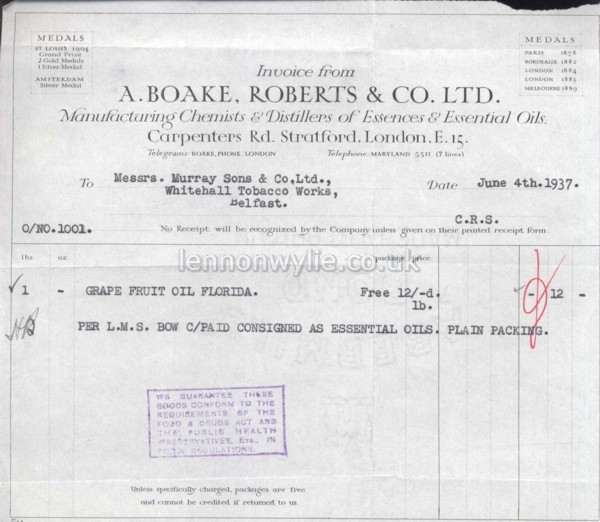 MEDALS
ST LOUIS 1904
Grand Prize
2 Gold Medals
1 Silver Medal
AMSTERDAM
Silver Medal
MEDALS
PARIS 1878
BORDEAUX 1882
LONDON 1884
LONDON 1885
MELBOURNE 1889
Invoice from
A. BOAKE, ROBERTS & CO. LTD.
Manufacturing Chemists & Distillers of Essences & Essential Oils.
Carpenters Rd. Stratford, London, E.15.
Telegrams: BOAKE, PHONE, LONDON Telephone: MARYLAND 5511 (7 lines)
To Messrs. Murray Sons & Co,Ltd., Date June 4th.1937.
Whitehall Tobacco Works,
Belfast.
C.R.S.
O/NO.1001. No Receipt will be recognized by the Company unless given on their printed receipt form.
lbs. oz. package price
lennonwylie.co.uk
1 - GRAPE FRUIT OIL FLORIDA. Free 12/-d. - 12 -
lb.
PER L.M.S. BOW C/PAID CONSIGNED AS ESSENTIAL OILS. PLAIN PACKING.
WE GUARANTEE THESE
GOODS CONFORM TO THE
REQUIREMENTS OF THE
FOOD & DRUGS ACT AND
THE PUBLIC HEALTH
PRESERVATIVES, ETC., IN
FOOD) REGULATIONS
Unless specifically charged, packages are free
and cannot be credited if returned to us.